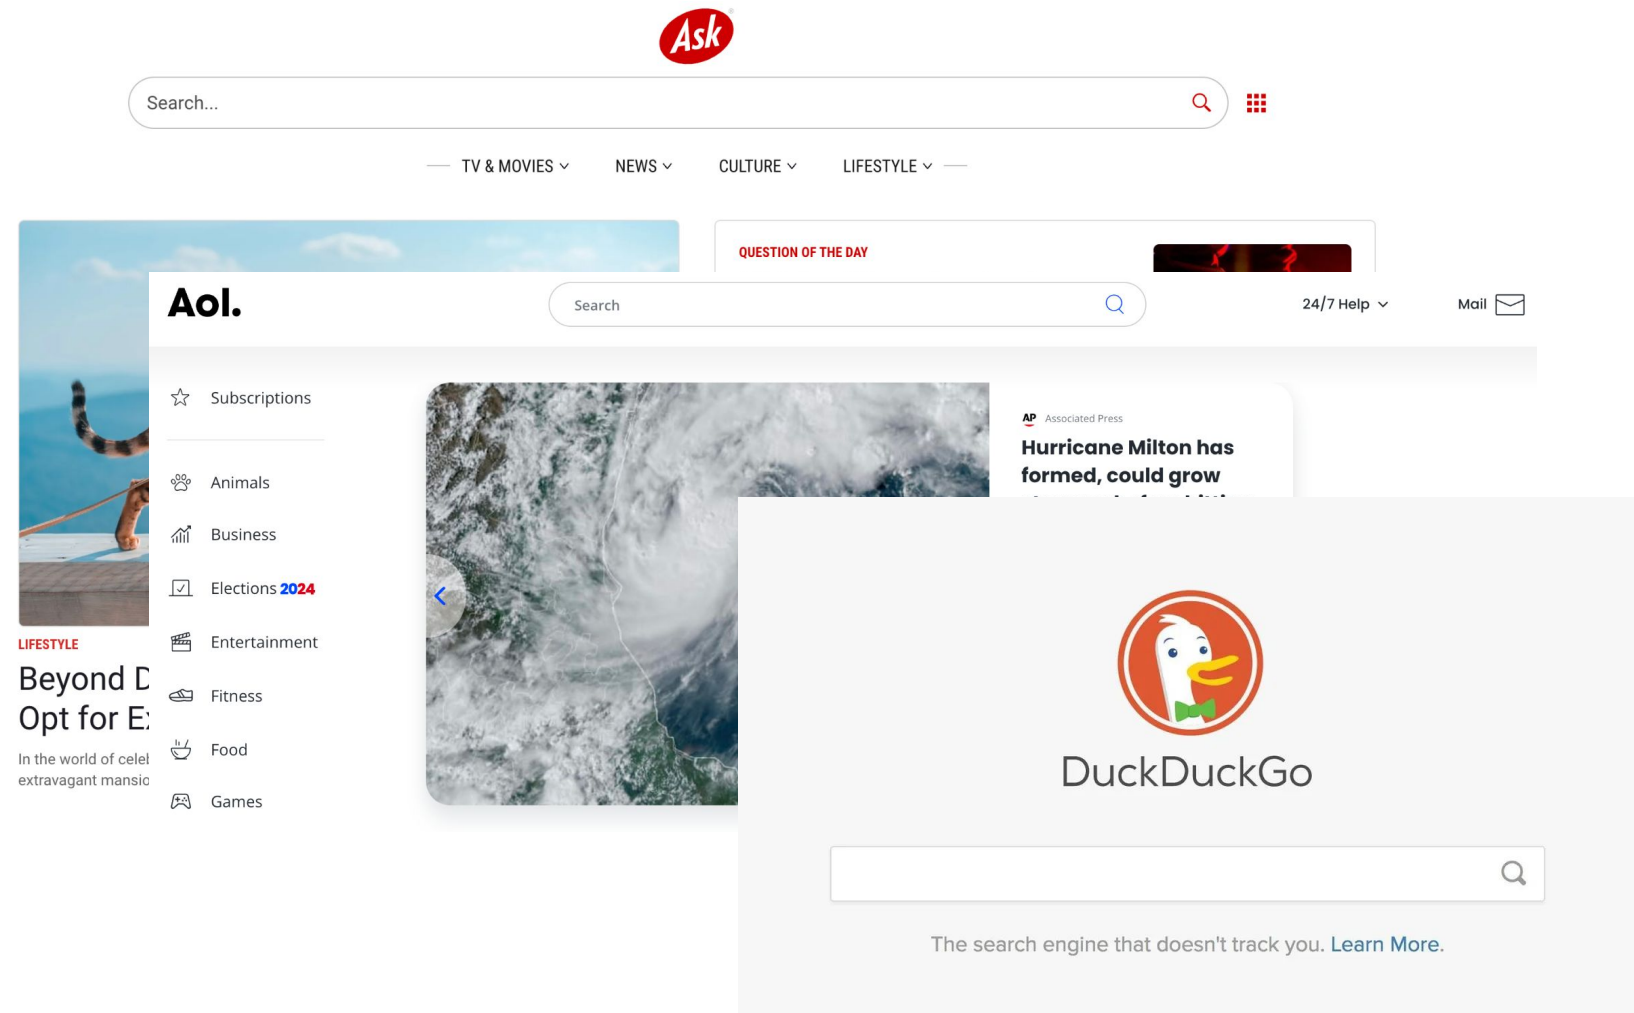 Ask
Search...
TV & MOVIES
NEWS
CULTURE
LIFESTYLE
QUESTION OF THE DAY
Aol.
Search
24/7 Help
Mail
Subscriptions
Animals
Business
Elections 2024
Entertainment
Fitness
Food
Games
AP Associated Press
Hurricane Milton has
formed, could grow
LIFESTYLE
Beyond
Opt for
In the world of
extravagant
DuckDuckGo
The search engine that doesn't track you. Learn More.